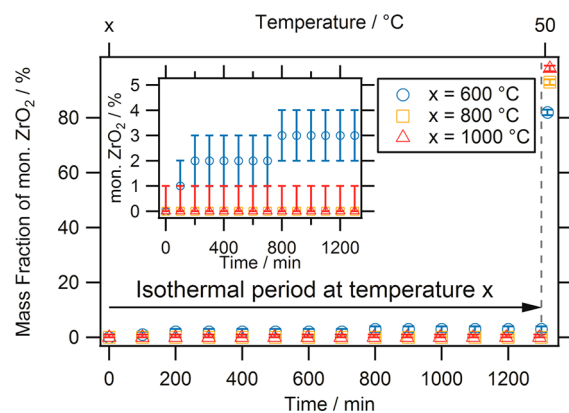 Temperature / °C
x
50
Mass Fraction of mon. ZrO₂ / %
80
60
40
20
0
mon. ZrO₂ / %
5
4
3
2
1
0
0
400
800
1200
Time / min
x = 600 °C
x = 800 °C
x = 1000 °C
Isothermal period at temperature x
0
200
400
600
800
1000
1200
Time / min